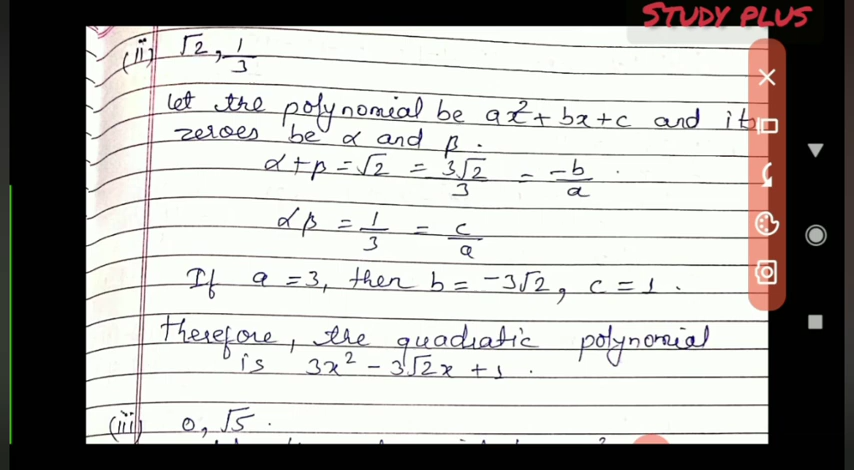 STUDY PLUS
(ii) √2, 1/3
let the polynomial be ax² + bx + c and its
zeroes be α and β.
α + β = √2 = 3√2/3 = -b/a .
αβ = 1/3 = c/a
If a = 3, then b = -3√2, c = 1 .
therefore, the quadratic polynomial
is 3x² - 3√2x + 1 .
(iii) 0, √5 .